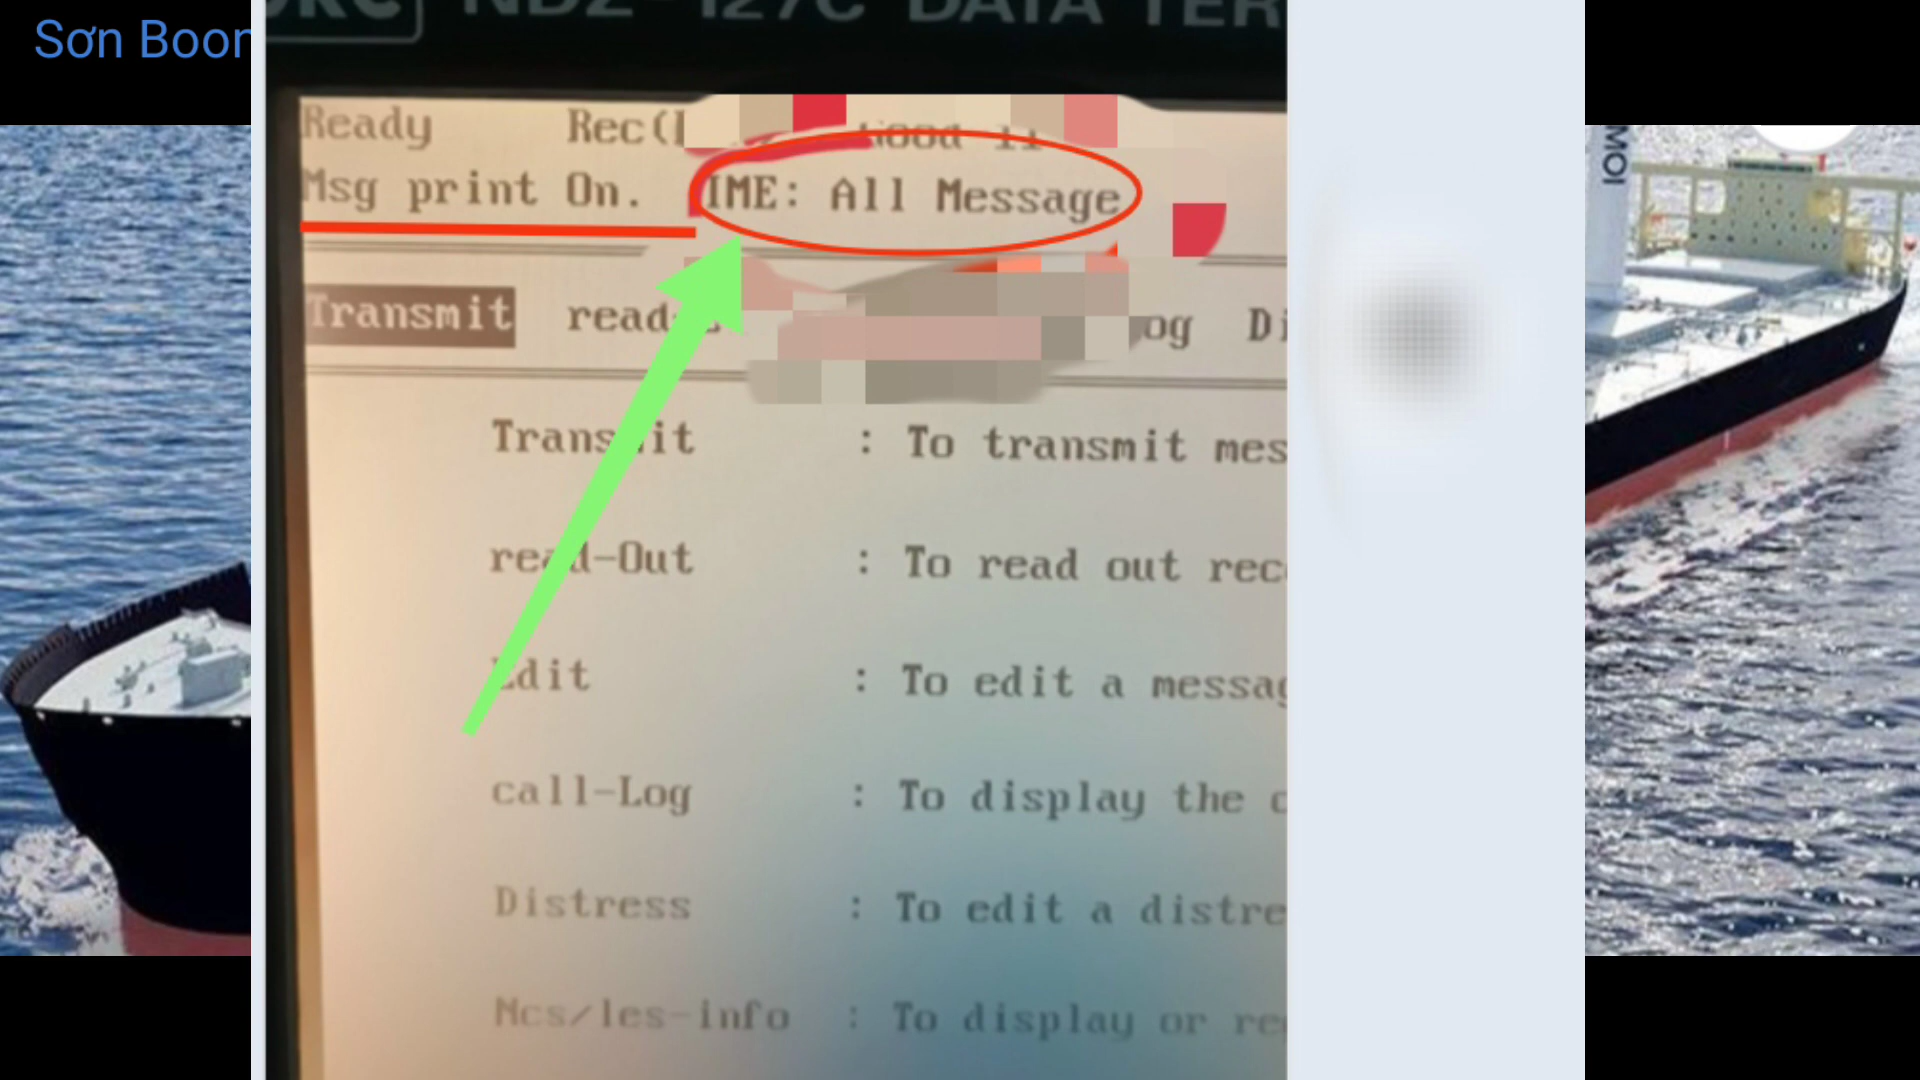 Sơn Boon
NDZ-127C DATA TER
Ready Rec(
Msg print On. IME: All Message
Transmit read- og Di
Transmit : To transmit mes
read-Out : To read out rec
Edit : To edit a messag
call-Log : To display the c
Distress : To edit a distre
Ncs/les-info : To display or re
IOM